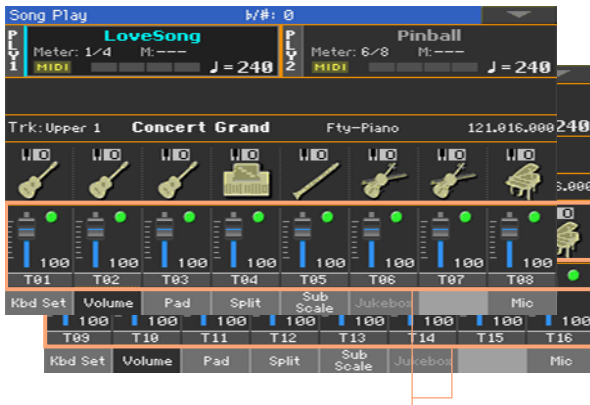 Song Play ♭/#: 0
PLY1 LoveSong
Meter: 1/4 M:---
MIDI ♩=240
PLY2 Pinball
Meter: 6/8 M:---
MIDI ♩=240
Trk:Upper 1 Concert Grand Fty-Piano 121.016.000
240
6.000
100 100 100 100 100 100 100 100
T01 T02 T03 T04 T05 T06 T07 T08
Kbd Set Volume Pad Split Sub Scale Jukebox Mic
100 100 100 100 100 100 100 100
T09 T10 T11 T12 T13 T14 T15 T16
Kbd Set Volume Pad Split Sub Scale Jukebox Mic